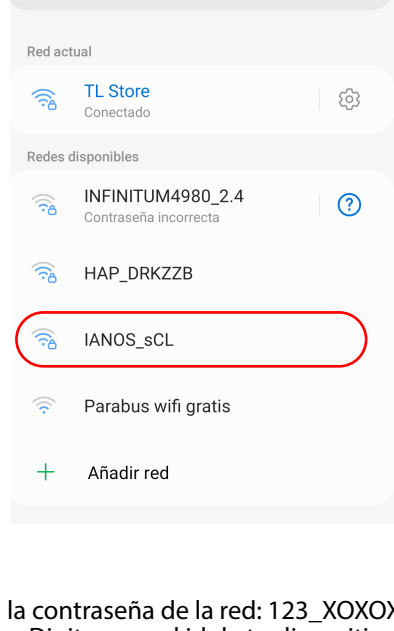 Red actual
TL Store
Conectado
Redes disponibles
INFINITUM4980_2.4
Contraseña incorrecta
?
HAP_DRKZZB
IANOS_sCL
Parabus wifi gratis
+ Añadir red
la contraseña de la red: 123_XOXOX